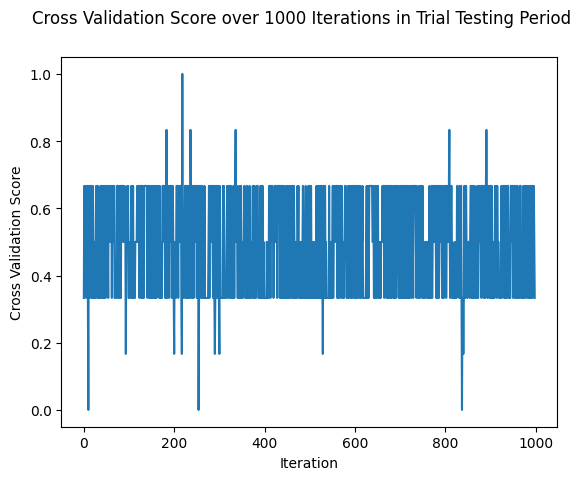 Cross Validation Score over 1000 Iterations in Trial Testing Period
1.0
0.8
0.6
0.4
0.2
0.0
Cross Validation Score
0 200 400 600 800 1000
Iteration